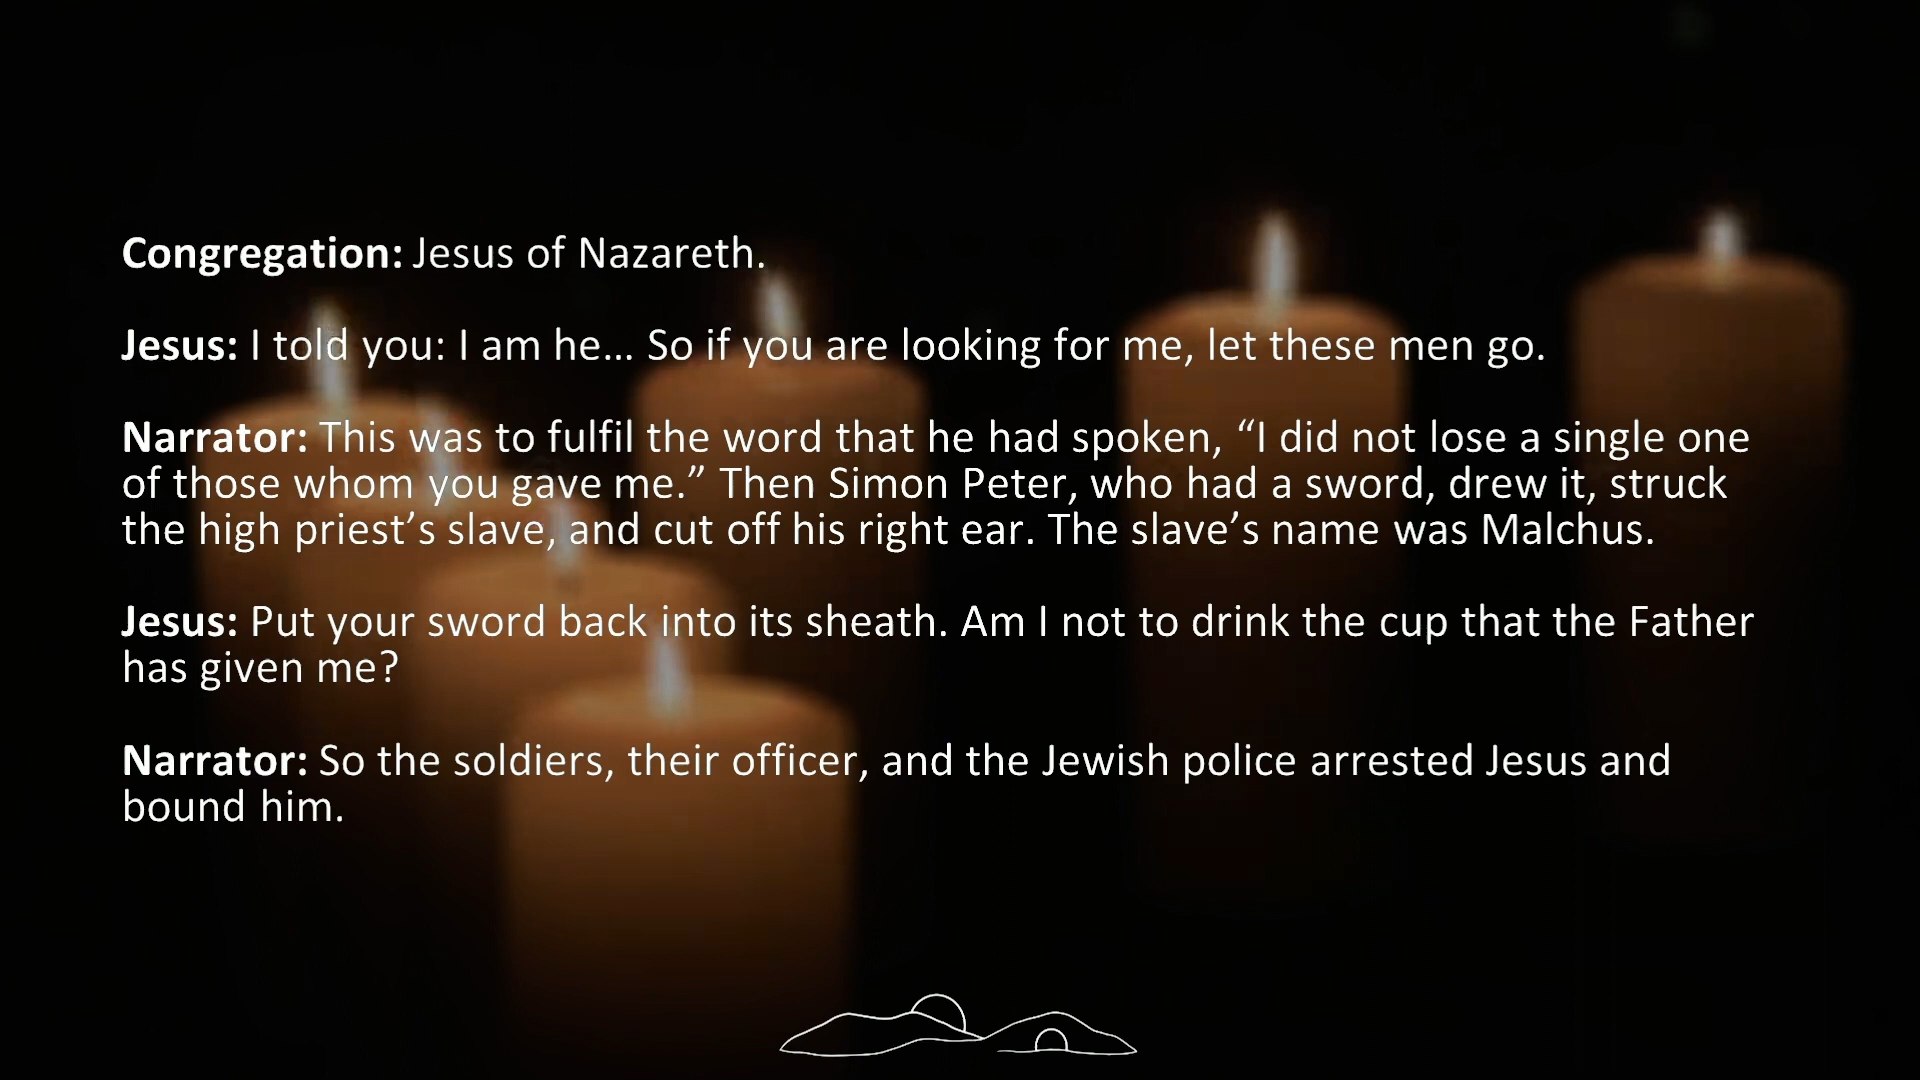 Congregation: Jesus of Nazareth.
Jesus: I told you: I am he… So if you are looking for me, let these men go.
Narrator: This was to fulfil the word that he had spoken, “I did not lose a single one
of those whom you gave me.” Then Simon Peter, who had a sword, drew it, struck
the high priest’s slave, and cut off his right ear. The slave’s name was Malchus.
Jesus: Put your sword back into its sheath. Am I not to drink the cup that the Father
has given me?
Narrator: So the soldiers, their officer, and the Jewish police arrested Jesus and
bound him.